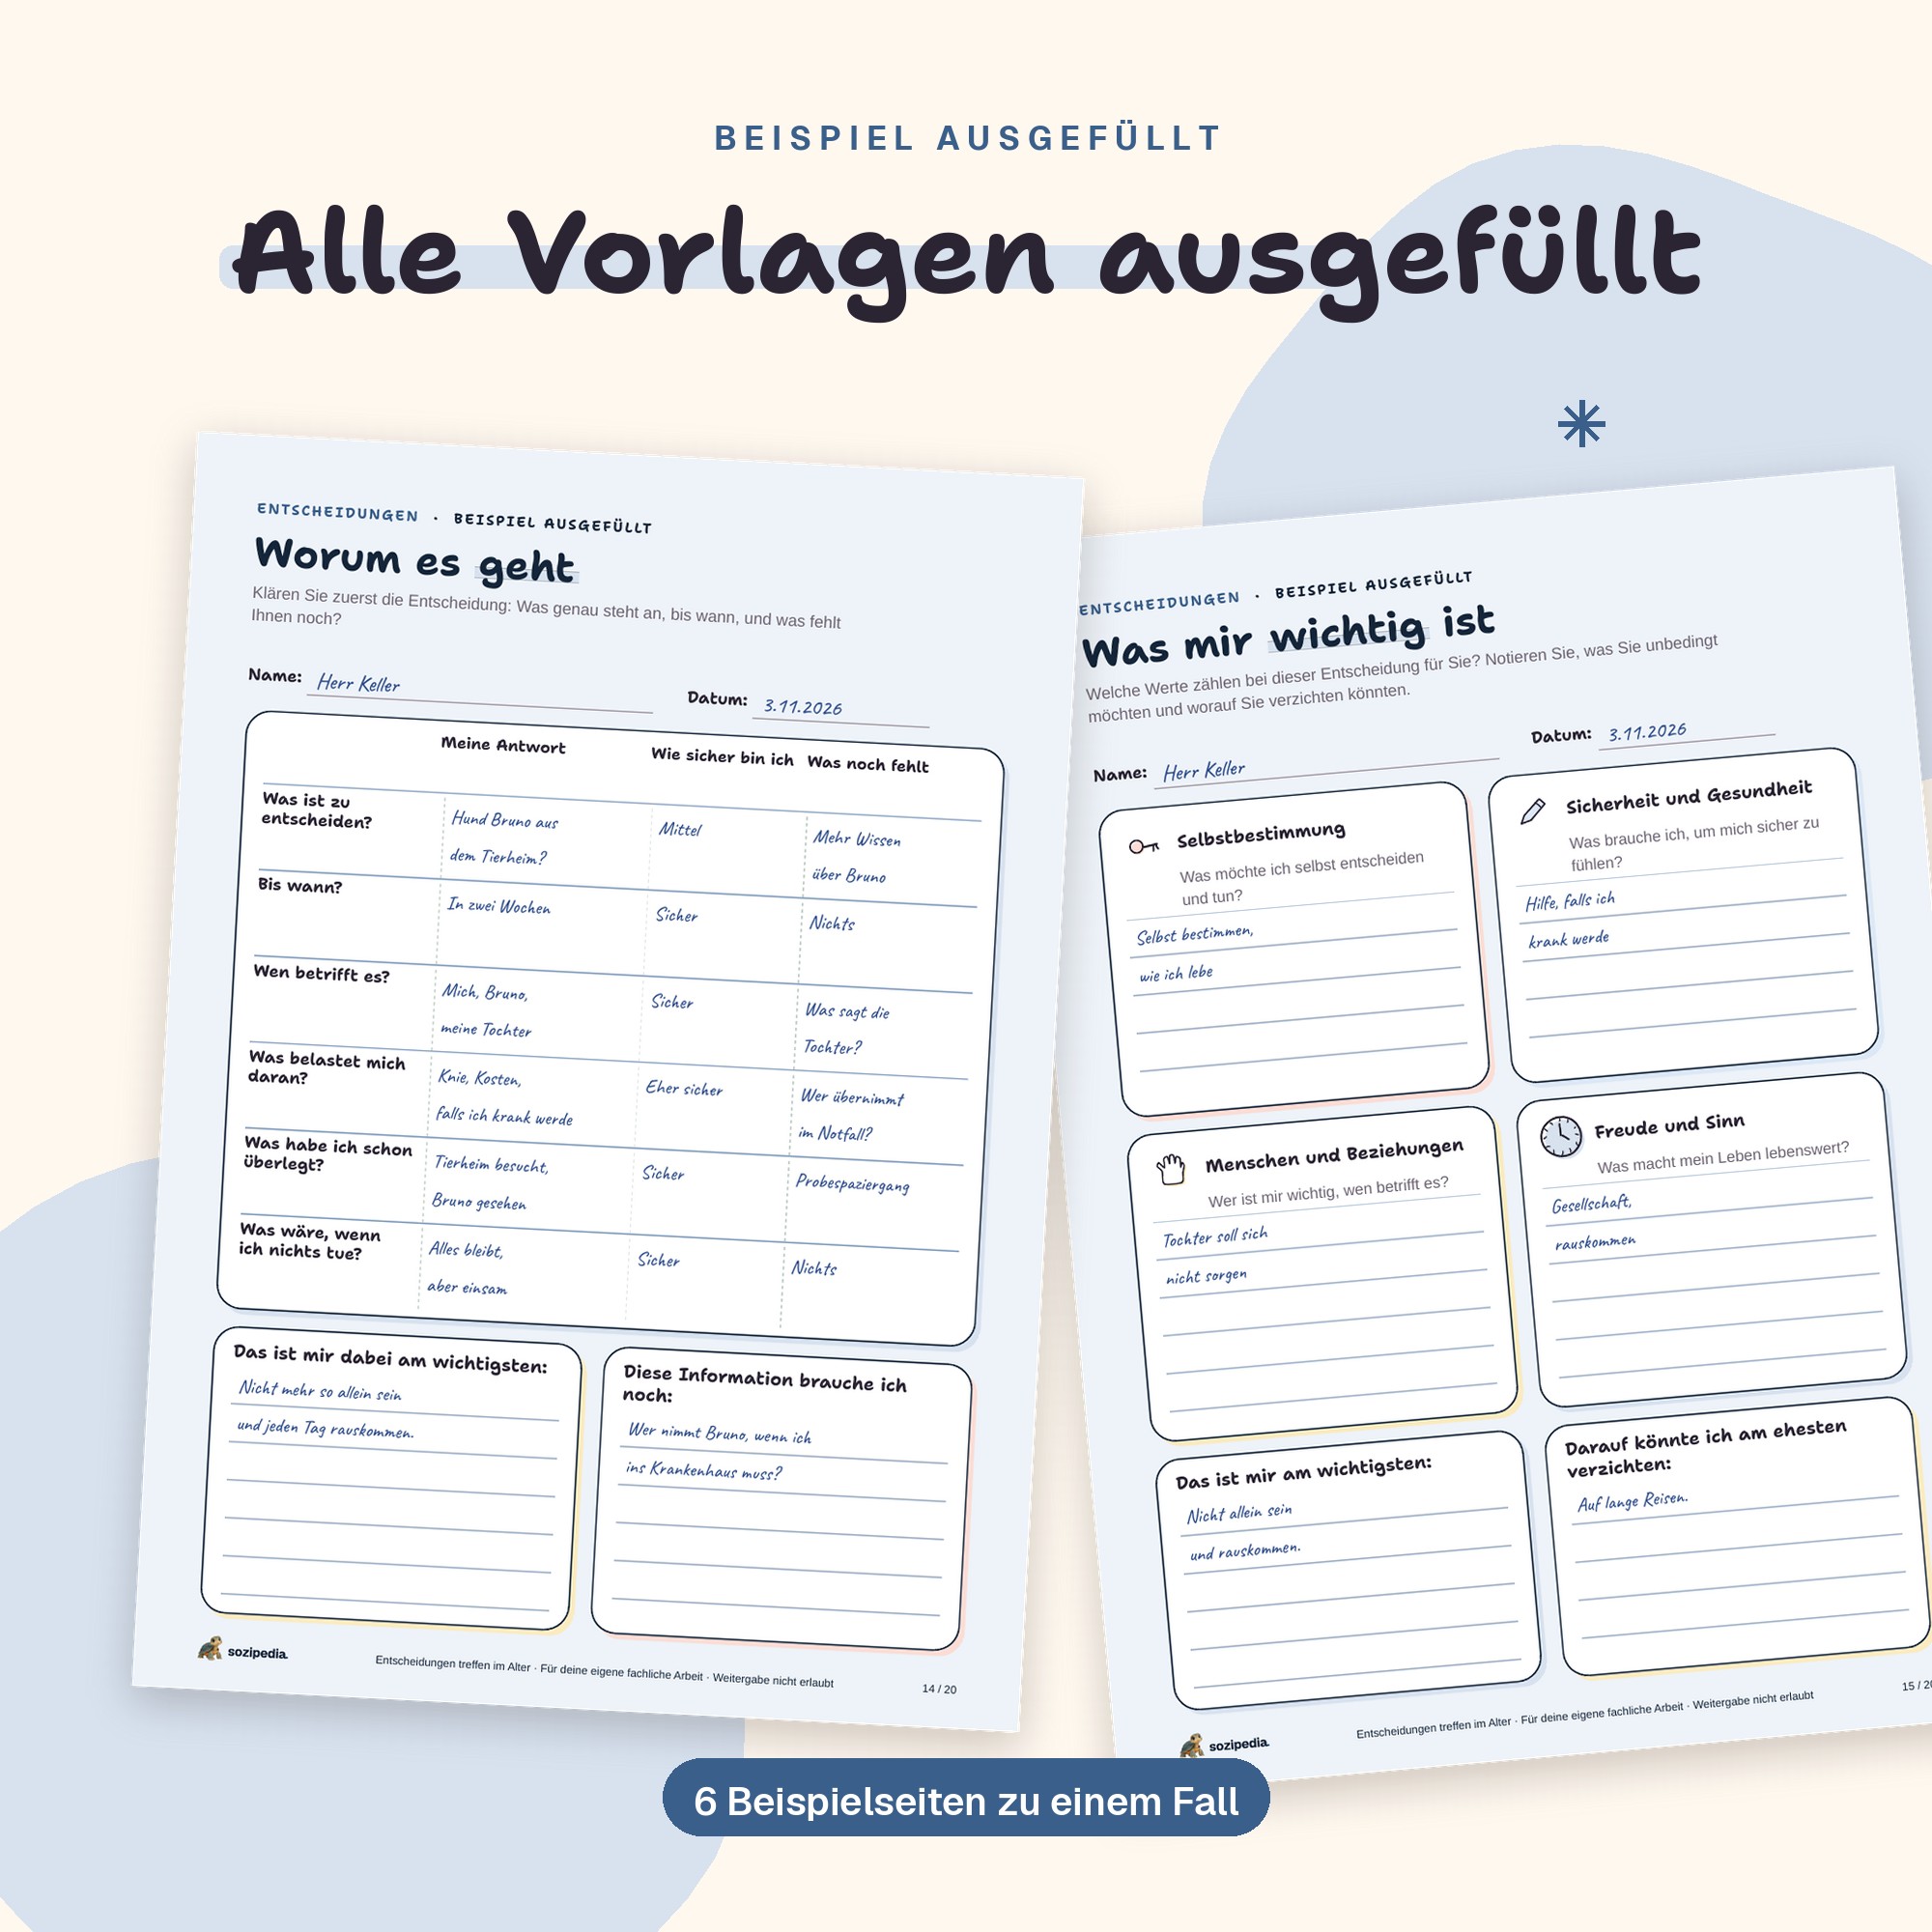 BEISPIEL AUSGEFÜLLT
Alle Vorlagen ausgefüllt
ENTSCHEIDUNGEN · BEISPIEL AUSGEFÜLLT
Worum es geht
Klären Sie zuerst die Entscheidung: Was genau steht an, bis wann, und was fehlt
Ihnen noch?
Name: Herr Keller Datum: 3.11.2026
Meine Antwort Wie sicher bin ich Was noch fehlt
Was ist zu
entscheiden?
Hund Bruno aus
dem Tierheim?
Mittel
Mehr Wissen
über Bruno
Bis wann?
In zwei Wochen
Sicher
Nichts
Wen betrifft es?
Mich, Bruno,
meine Tochter
Sicher
Was sagt die
Tochter?
Was belastet mich
daran?
Knie, Kosten,
falls ich krank werde
Eher sicher
Wer übernimmt
im Notfall?
Was habe ich schon
überlegt?
Tierheim besucht,
Bruno gesehen
Sicher
Probespaziergang
Was wäre, wenn
ich nichts tue?
Alles bleibt,
aber einsam
Sicher
Nichts
Das ist mir dabei am wichtigsten:
Nicht mehr so allein sein
und jeden Tag rauskommen.
Diese Information brauche ich
noch:
Wer nimmt Bruno, wenn ich
ins Krankenhaus muss?
sozipedia.
Entscheidungen treffen im Alter · Für deine eigene fachliche Arbeit · Weitergabe nicht erlaubt
14 / 20
ENTSCHEIDUNGEN · BEISPIEL AUSGEFÜLLT
Was mir wichtig ist
Welche Werte zählen bei dieser Entscheidung für Sie? Notieren Sie, was Sie unbedingt
möchten und worauf Sie verzichten könnten.
Name: Herr Keller Datum: 3.11.2026
Selbstbestimmung
Was möchte ich selbst entscheiden
und tun?
Selbst bestimmen,
wie ich lebe
Sicherheit und Gesundheit
Was brauche ich, um mich sicher zu
fühlen?
Hilfe, falls ich
krank werde
Menschen und Beziehungen
Wer ist mir wichtig, wen betrifft es?
Tochter soll sich
nicht sorgen
Freude und Sinn
Was macht mein Leben lebenswert?
Gesellschaft,
rauskommen
Das ist mir am wichtigsten:
Nicht allein sein
und rauskommen.
Darauf könnte ich am ehesten
verzichten:
Auf lange Reisen.
sozipedia.
Entscheidungen treffen im Alter · Für deine eigene fachliche Arbeit · Weitergabe nicht erlaubt
15 / 20
6 Beispielseiten zu einem Fall